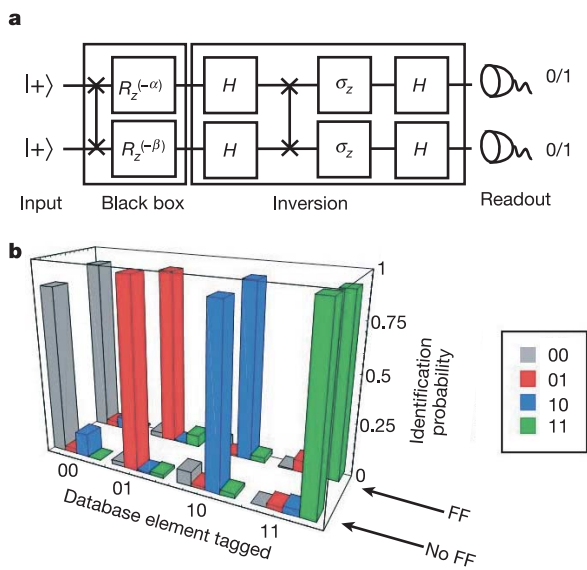 a
|+⟩ R_z^(−α) H σ_z H 0/1
|+⟩ R_z^(−β) H σ_z H 0/1
Input Black box Inversion Readout
b
1
0.75
0.5
0.25
0
Identification
probability
00
01
10
11
00
01
10
11
Database element tagged
FF
No FF